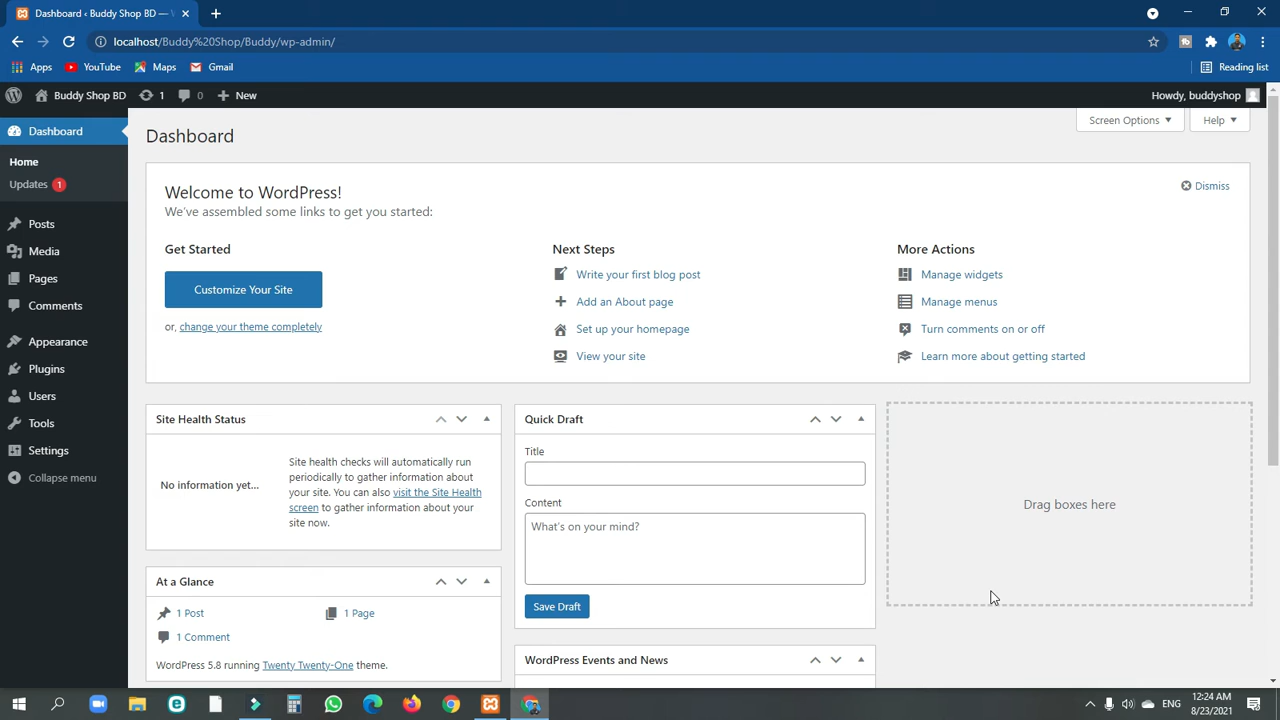 Dashboard ‹ Buddy Shop BD —
localhost/Buddy%20Shop/Buddy/wp-admin/
Apps YouTube Maps Gmail Reading list
Buddy Shop BD 1 0 New Howdy, buddyshop
Dashboard
Home
Updates 1
Posts
Media
Pages
Comments
Appearance
Plugins
Users
Tools
Settings
Collapse menu
Dashboard
Screen Options Help
Welcome to WordPress!
We've assembled some links to get you started:
Dismiss
Get Started
Customize Your Site
or, change your theme completely
Next Steps
Write your first blog post
Add an About page
Set up your homepage
View your site
More Actions
Manage widgets
Manage menus
Turn comments on or off
Learn more about getting started
Site Health Status
No information yet...
Site health checks will automatically run
periodically to gather information about
your site. You can also visit the Site Health
screen to gather information about your
site now.
At a Glance
1 Post 1 Page
1 Comment
WordPress 5.8 running Twenty Twenty-One theme.
Quick Draft
Title
Content
What's on your mind?
Save Draft
WordPress Events and News
Drag boxes here
ENG
12:24 AM
8/23/2021